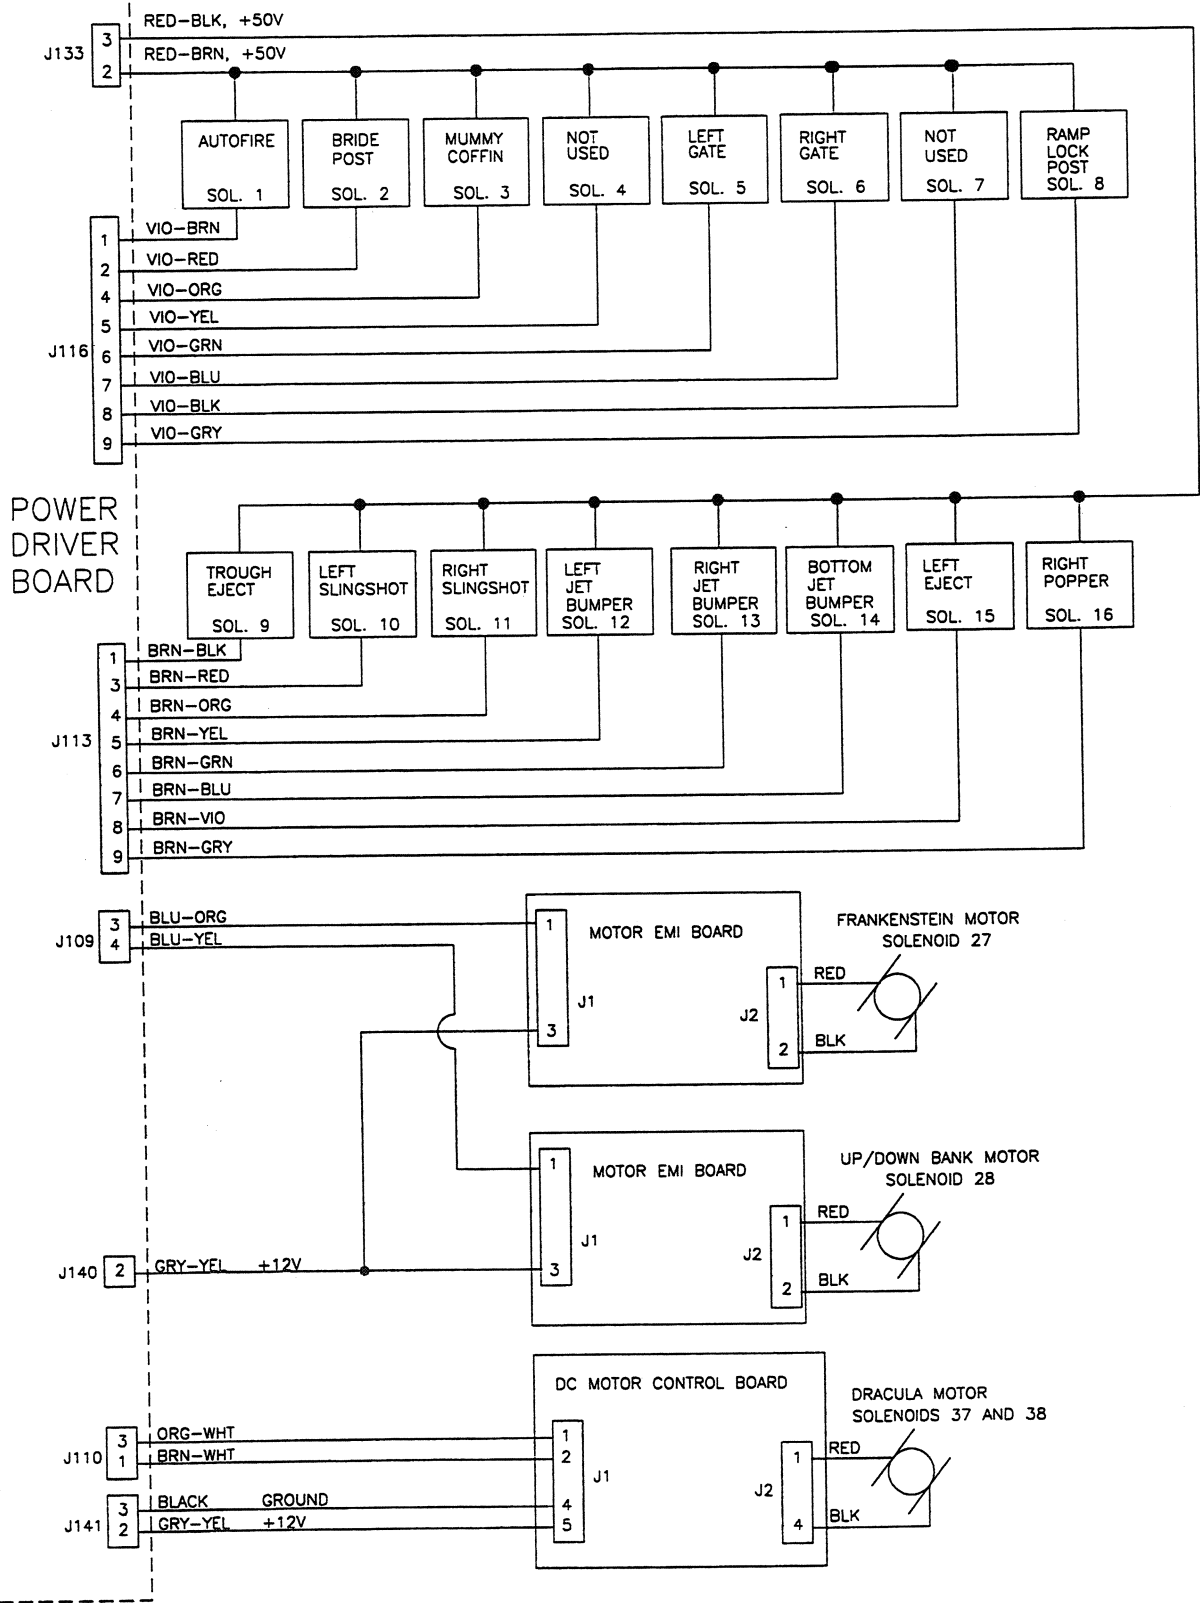 RED-BLK, +50V
J133
3
RED-BRN, +50V
2
AUTOFIRE
SOL. 1
BRIDE
POST
SOL. 2
MUMMY
COFFIN
SOL. 3
NOT
USED
SOL. 4
LEFT
GATE
SOL. 5
RIGHT
GATE
SOL. 6
NOT
USED
SOL. 7
RAMP
LOCK
POST
SOL. 8
J116
1 VIO-BRN
2 VIO-RED
4 VIO-ORG
5 VIO-YEL
6 VIO-GRN
7 VIO-BLU
8 VIO-BLK
9 VIO-GRY
POWER
DRIVER
BOARD
TROUGH
EJECT
SOL. 9
LEFT
SLINGSHOT
SOL. 10
RIGHT
SLINGSHOT
SOL. 11
LEFT
JET
BUMPER
SOL. 12
RIGHT
JET
BUMPER
SOL. 13
BOTTOM
JET
BUMPER
SOL. 14
LEFT
EJECT
SOL. 15
RIGHT
POPPER
SOL. 16
J113
1 BRN-BLK
3 BRN-RED
4 BRN-ORG
5 BRN-YEL
6 BRN-GRN
7 BRN-BLU
8 BRN-VIO
9 BRN-GRY
J109
3 BLU-ORG
4 BLU-YEL
MOTOR EMI BOARD
1
J1
3
J2
1
2
RED
BLK
FRANKENSTEIN MOTOR
SOLENOID 27
MOTOR EMI BOARD
1
J1
3
J2
1
2
RED
BLK
UP/DOWN BANK MOTOR
SOLENOID 28
J140 2 GRY-YEL +12V
DC MOTOR CONTROL BOARD
DRACULA MOTOR
SOLENOIDS 37 AND 38
J110
3 ORG-WHT 1
1 BRN-WHT 2
J1
J141
3 BLACK GROUND 4
2 GRY-YEL +12V 5
J2
1
4
RED
BLK